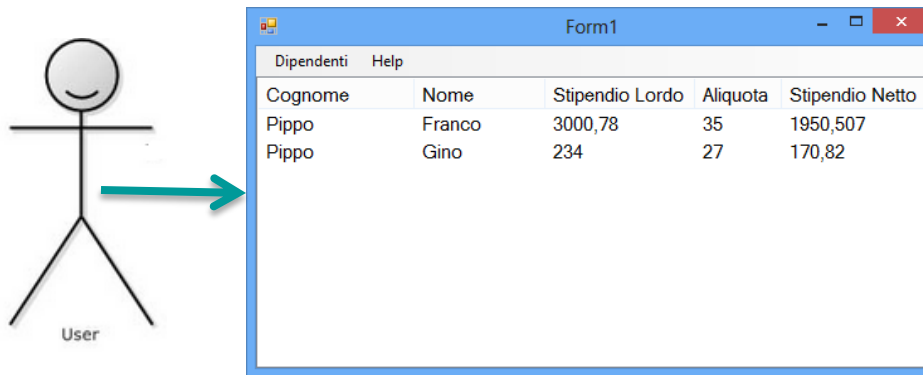 Form1
Dipendenti Help
Cognome Nome Stipendio Lordo Aliquota Stipendio Netto
Pippo Franco 3000,78 35 1950,507
Pippo Gino 234 27 170,82
User